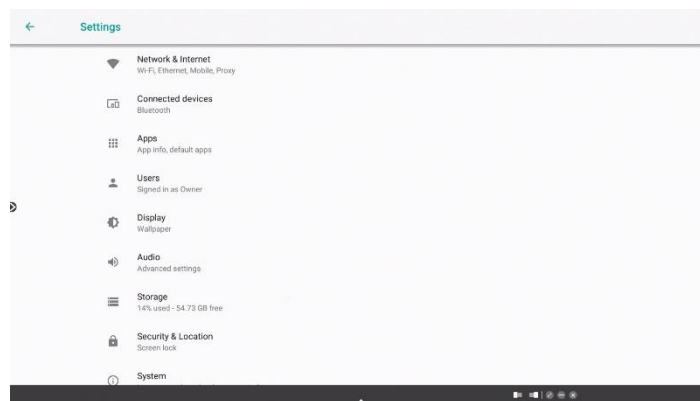 Settings
Network & Internet
Wi-Fi, Ethernet, Mobile, Proxy
Connected devices
Bluetooth
Apps
App info, default apps
Users
Signed in as Owner
Display
Wallpaper
Audio
Advanced settings
Storage
14% used - 54.73 GB free
Security & Location
Screen lock
System